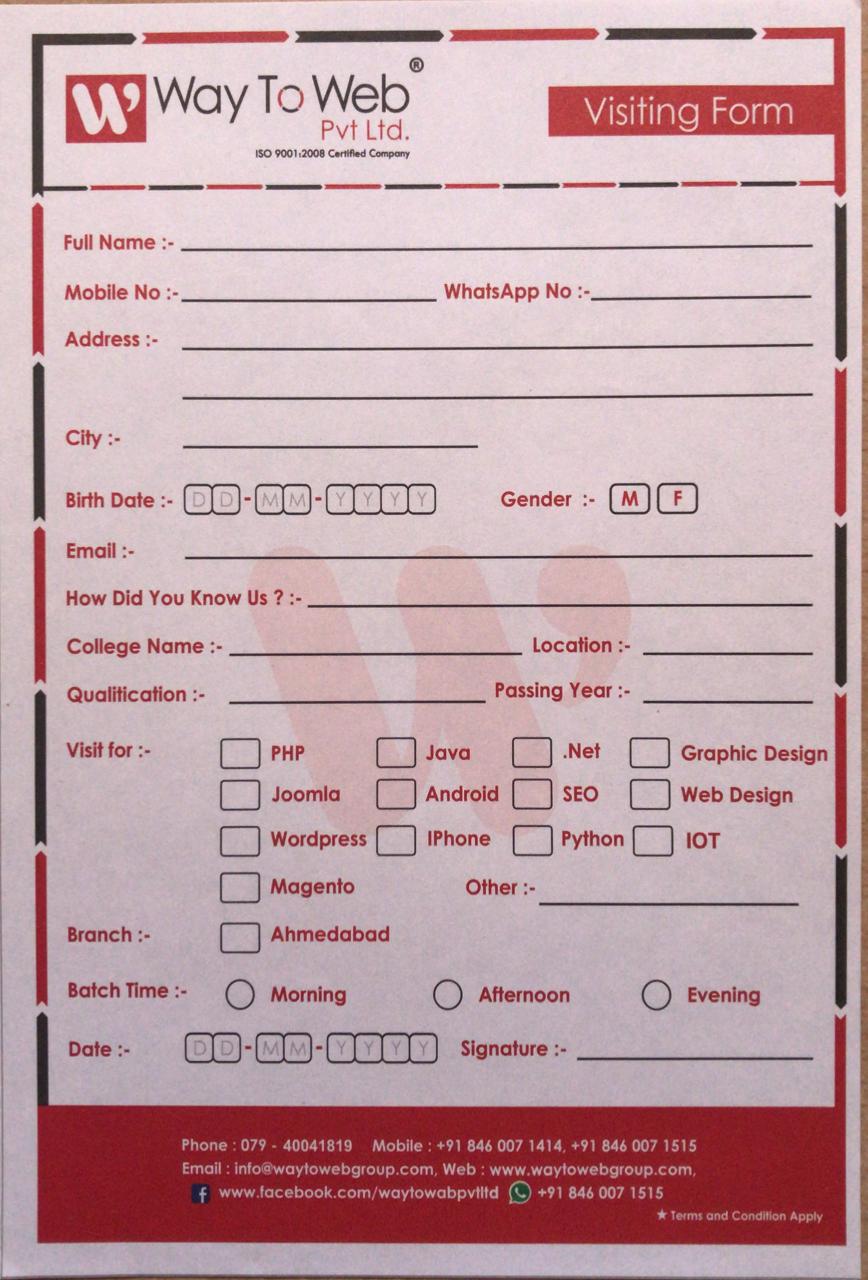 Way To Web ®
Pvt Ltd.
ISO 9001:2008 Certified Company
Visiting Form
Full Name :-
Mobile No :- WhatsApp No :-
Address :-
City :-
Birth Date :- DD-MM-YYYY Gender :- M F
Email :-
How Did You Know Us ? :-
College Name :- Location :-
Qualitication :- Passing Year :-
Visit for :- PHP Java .Net Graphic Design
Joomla Android SEO Web Design
Wordpress IPhone Python IOT
Magento Other :-
Branch :- Ahmedabad
Batch Time :- Morning Afternoon Evening
Date :- DD-MM-YYYY Signature :-
Phone : 079 - 40041819 Mobile : +91 846 007 1414, +91 846 007 1515
Email : info@waytowebgroup.com, Web : www.waytowebgroup.com,
www.facebook.com/waytowabpvtltd +91 846 007 1515
★ Terms and Condition Apply